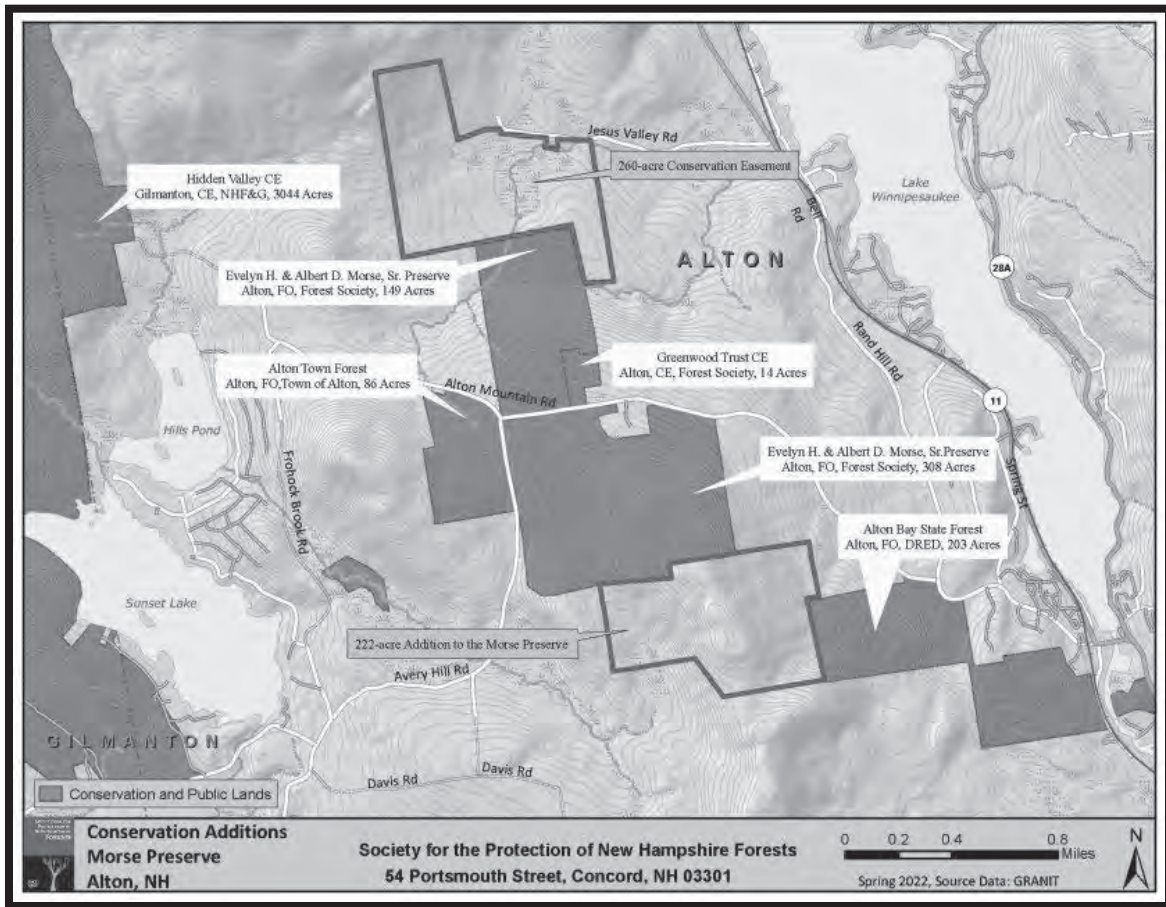 Jesus Valley Rd
260-acre Conservation Easement
Hidden Valley CE
Gilmanton, CE, NHF&G, 3044 Acres
Lake
Winnipesaukee
Bell
Rd
ALTON
28A
Evelyn H. & Albert D. Morse, Sr. Preserve
Alton, FO, Forest Society, 149 Acres
Rand Hill Rd
Greenwood Trust CE
Alton, CE, Forest Society, 14 Acres
Alton Town Forest
Alton, FO,Town of Alton, 86 Acres
Alton Mountain Rd
11
Hills Pond
Frohock Brook Rd
Evelyn H. & Albert D. Morse, Sr.Preserve
Alton, FO, Forest Society, 308 Acres
Spring St
Alton Bay State Forest
Alton, FO, DRED, 203 Acres
Sunset Lake
222-acre Addition to the Morse Preserve
Avery Hill Rd
GILMANTON
Davis Rd
Davis Rd
Conservation and Public Lands
Conservation Additions
Morse Preserve
Alton, NH
Society for the Protection of New Hampshire Forests
54 Portsmouth Street, Concord, NH 03301
0 0.2 0.4 0.8
Miles
N
Spring 2022, Source Data: GRANIT